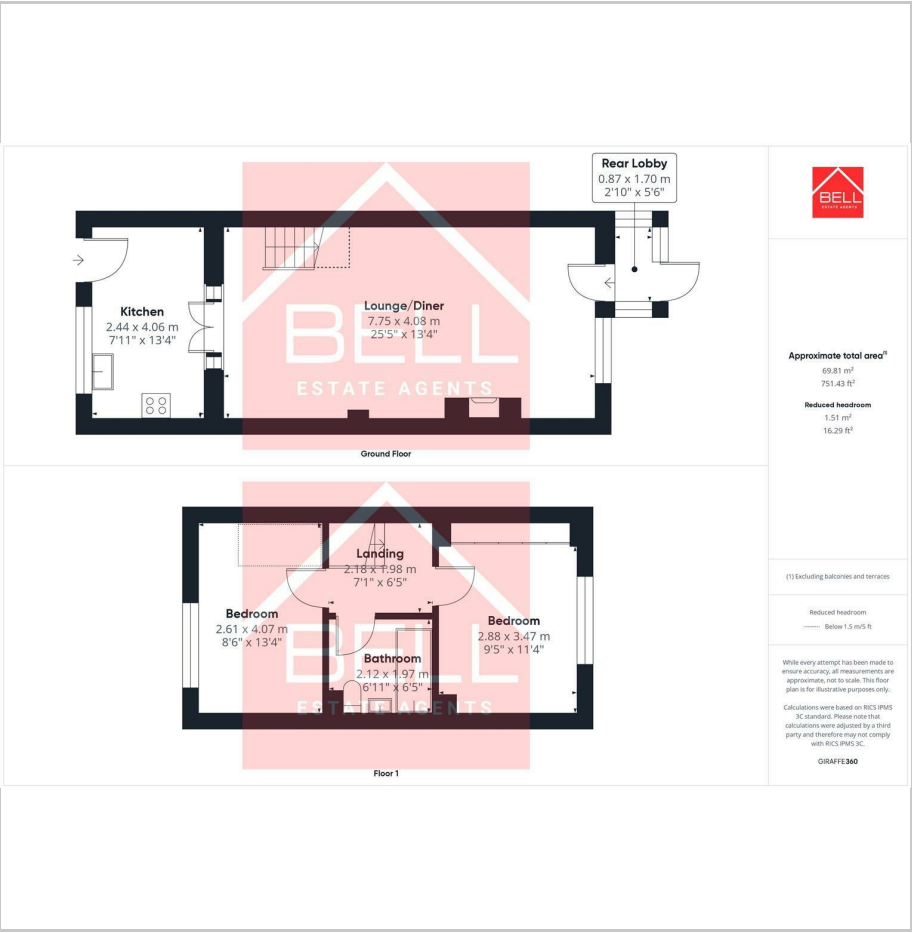 Rear Lobby
0.87 x 1.70 m
2'10" x 5'6"
Kitchen
2.44 x 4.06 m
7'11" x 13'4"
Lounge/Diner
7.75 x 4.08 m
25'5" x 13'4"
BELL
ESTATE AGENTS
Ground Floor
Landing
2.18 x 1.98 m
7'1" x 6'5"
Bedroom
2.61 x 4.07 m
8'6" x 13'4"
Bedroom
2.88 x 3.47 m
9'5" x 11'4"
Bathroom
2.12 x 1.97 m
6'11" x 6'5"
BELL
ESTATE AGENTS
Floor 1
BELL
ESTATE AGENTS
Approximate total area(1)
69.81 m²
751.43 ft²
Reduced headroom
1.51 m²
16.29 ft²
(1) Excluding balconies and terraces
Reduced headroom
Below 1.5 m/5 ft
While every attempt has been made to
ensure accuracy, all measurements are
approximate, not to scale. This floor
plan is for illustrative purposes only.
Calculations were based on RICS IPMS
3C standard. Please note that
calculations were adjusted by a third
party and therefore may not comply
with RICS IPMS 3C.
GIRAFFE360